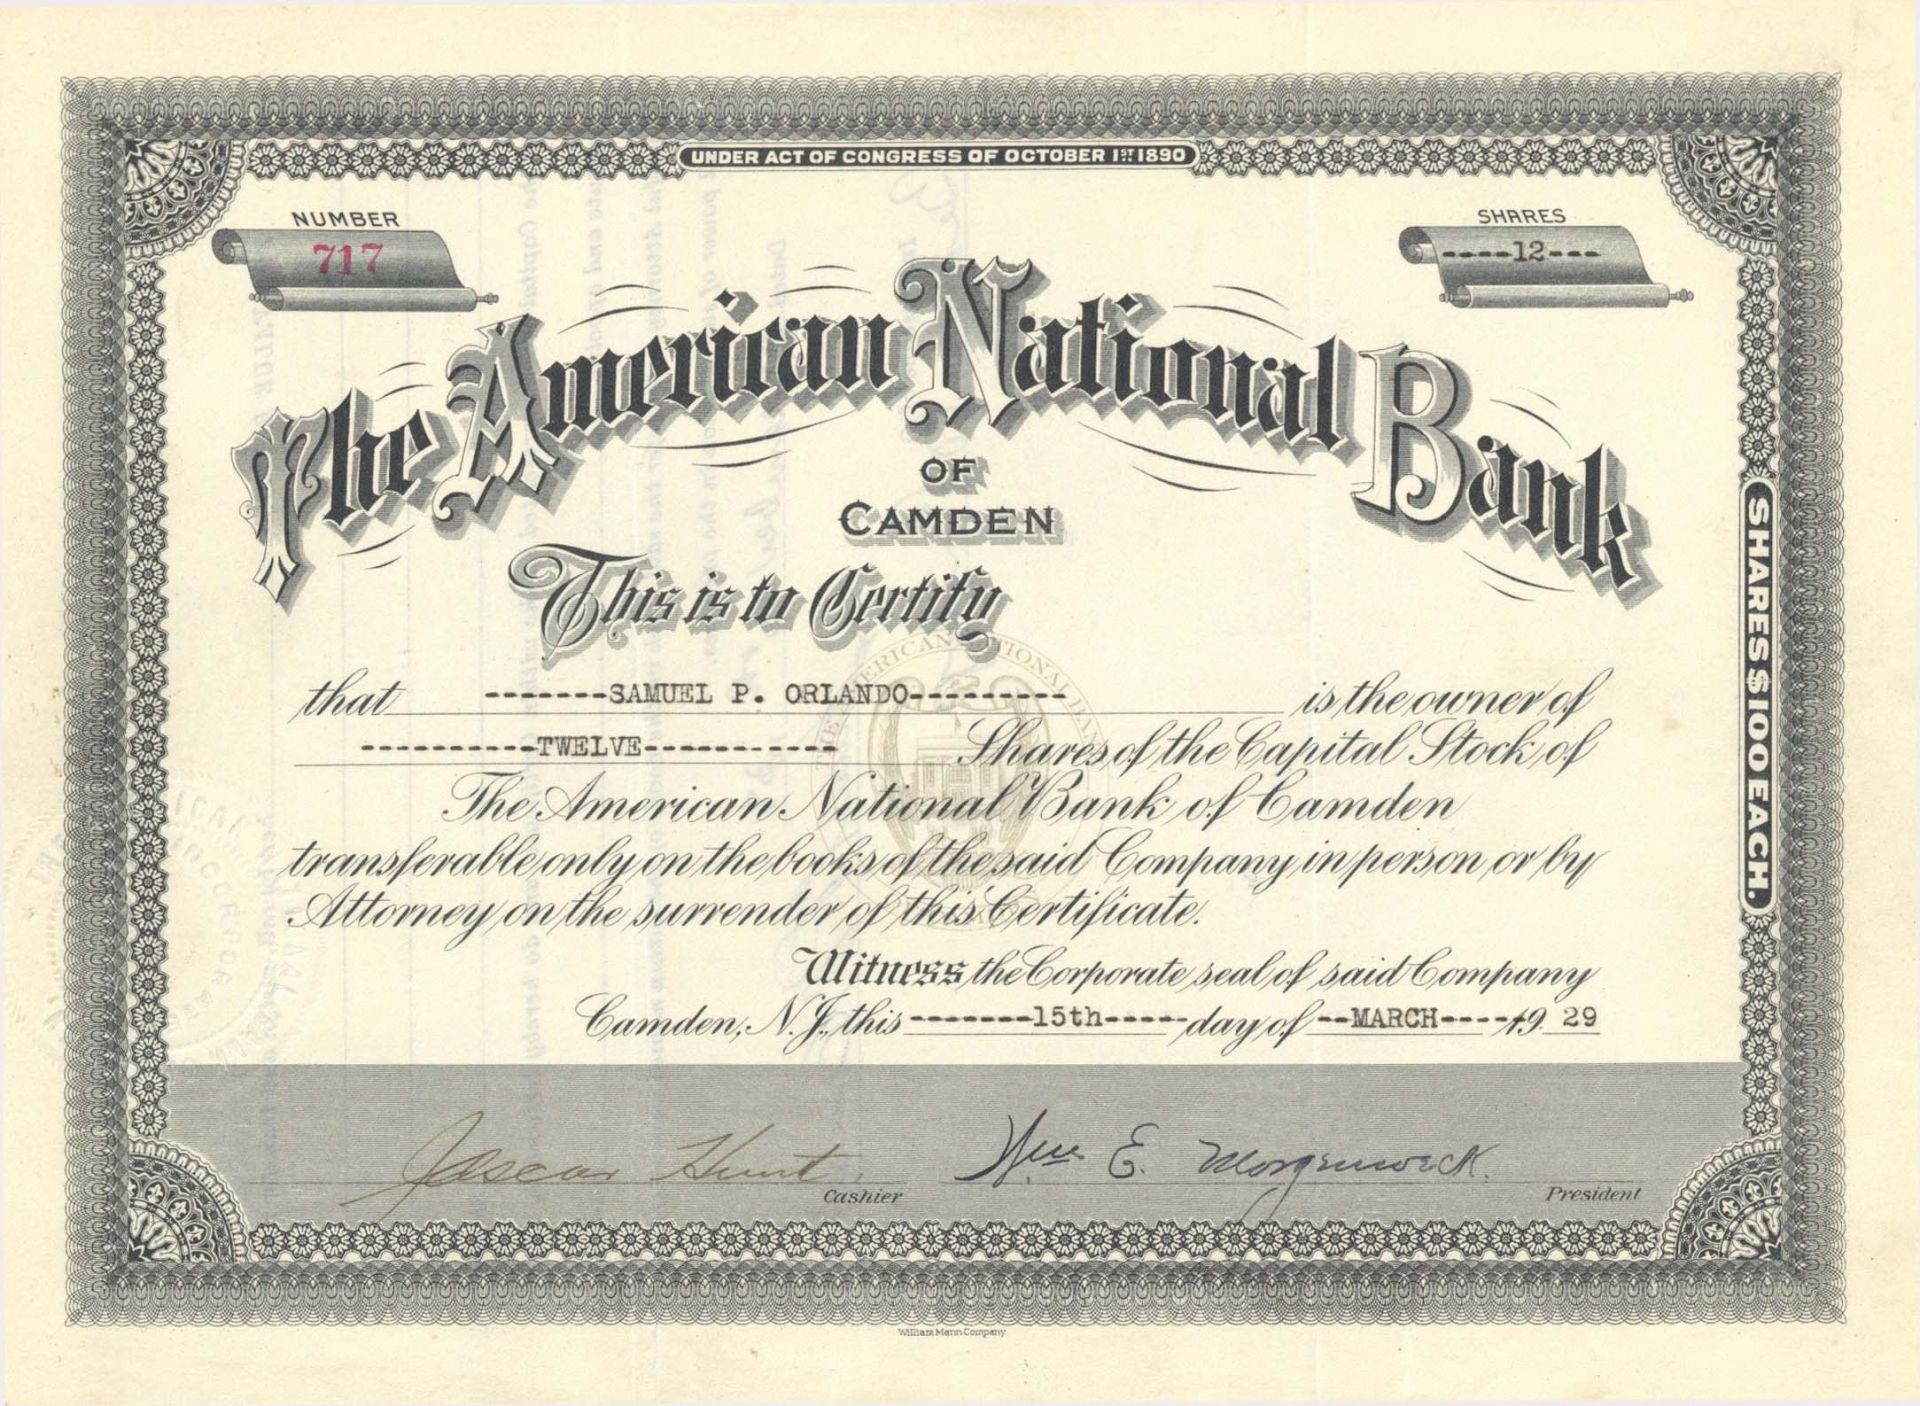 UNDER ACT OF CONGRESS OF OCTOBER 1ST 1890
NUMBER
717
SHARES
----12---
The American National Bank
OF
CAMDEN
This is to Certify
that -------SAMUEL P. ORLANDO--------- is the owner of
----------TWELVE----------- Shares of the Capital Stock of
The American National Bank of Camden
transferable only on the books of the said Company in person or by
Attorney on the surrender of this Certificate.
Witness the Corporate seal of said Company
Camden, N.J., this -------15th----- day of --MARCH---- 19 29
SHARES $100 EACH.
Cashier
Wm E. Morgenweck.
President
William Mann Company